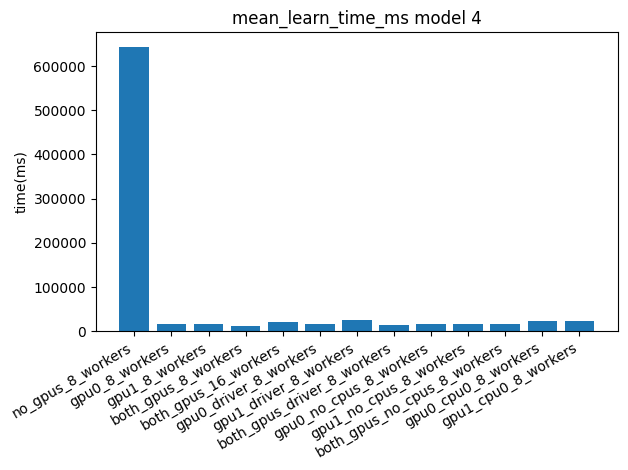 mean_learn_time_ms model 4
time(ms)
600000
500000
400000
300000
200000
100000
0
no_gpus_8_workers
gpu0_8_workers
gpu1_8_workers
both_gpus_8_workers
both_gpus_16_workers
gpu0_driver_8_workers
gpu1_driver_8_workers
both_gpus_driver_8_workers
gpu0_no_cpus_8_workers
gpu1_no_cpus_8_workers
both_gpus_no_cpus_8_workers
gpu0_cpu0_8_workers
gpu1_cpu0_8_workers